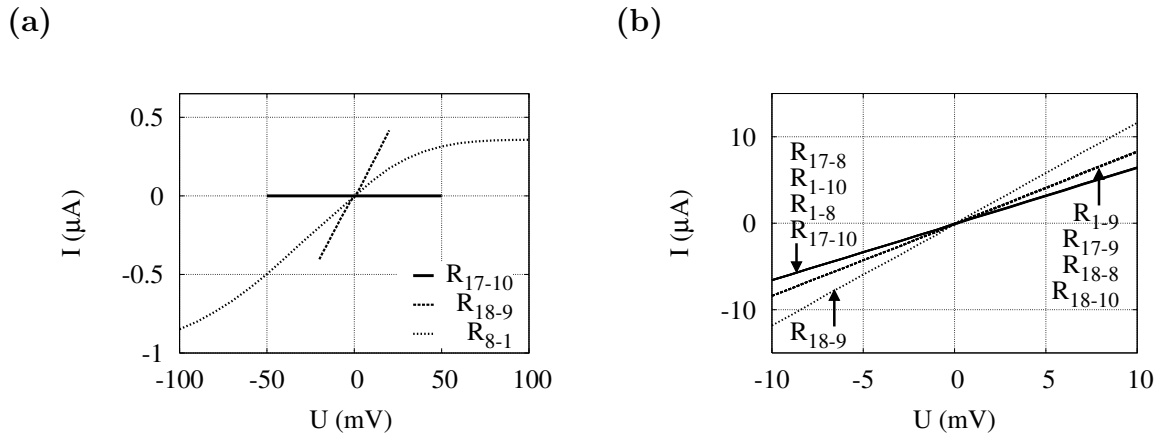 (a)
I (µA)
0.5
0
-0.5
-1
R17-10
R18-9
R8-1
-100
-50
0
50
100
U (mV)
(b)
I (µA)
10
0
-10
R17-8
R1-10
R1-8
R17-10
R18-9
R1-9
R17-9
R18-8
R18-10
-10
-5
0
5
10
U (mV)